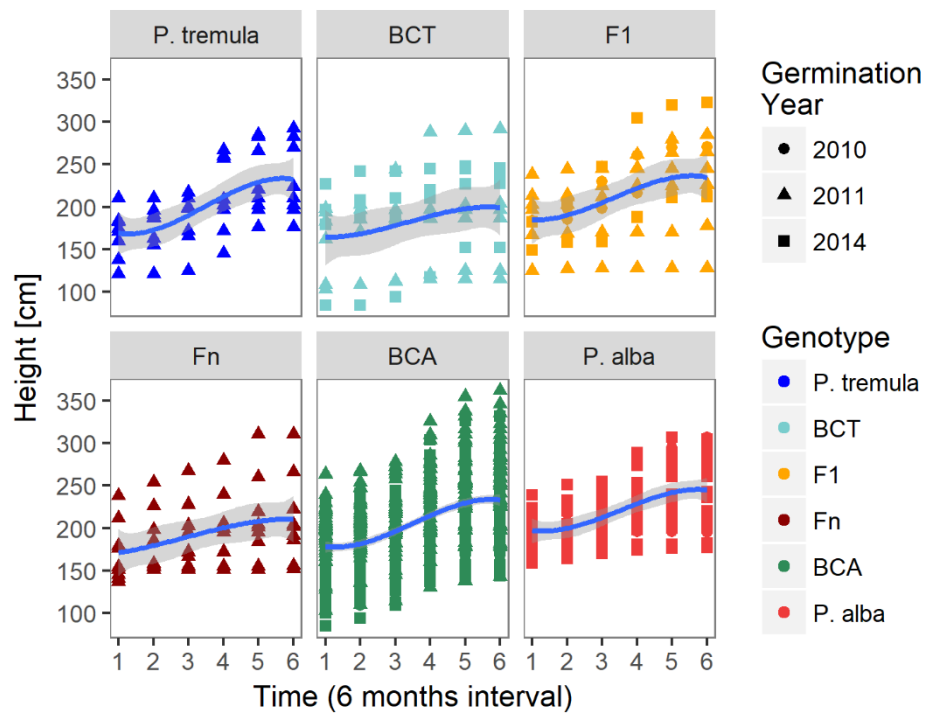 P. tremula
BCT
F1
350
300
250
200
150
100
Fn
BCA
P. alba
350
300
250
200
150
100
Height [cm]
1 2 3 4 5 6
1 2 3 4 5 6
1 2 3 4 5 6
Time (6 months interval)
Germination
Year
2010
2011
2014
Genotype
P. tremula
BCT
F1
Fn
BCA
P. alba